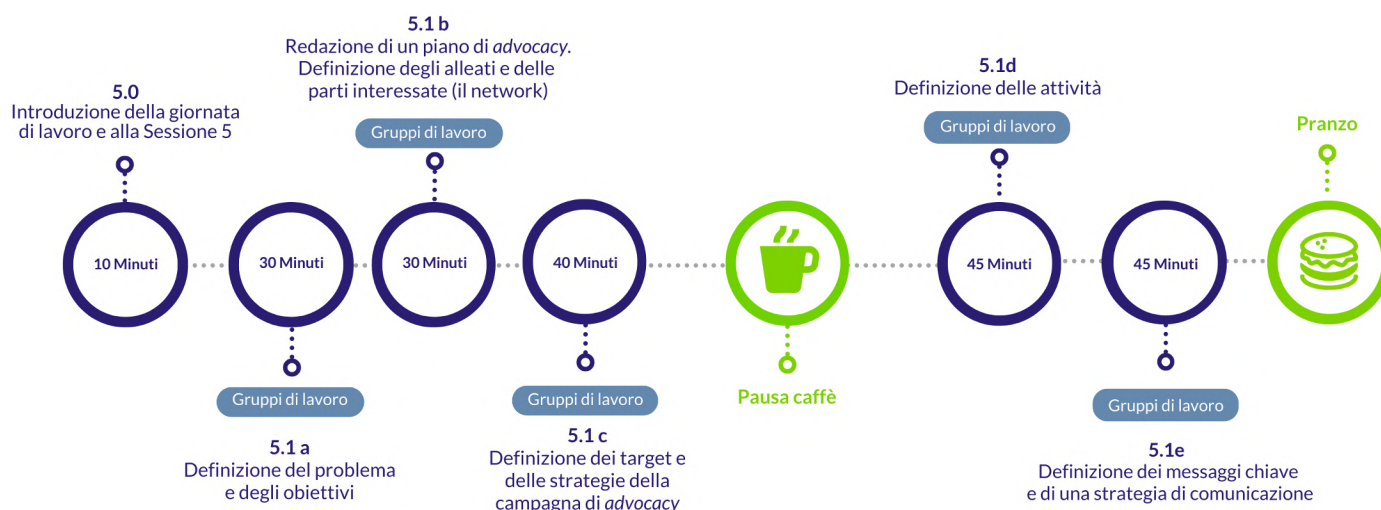 5.0
Introduzione della giornata
di lavoro e alla Sessione 5
10 Minuti
30 Minuti
Gruppi di lavoro
5.1 a
Definizione del problema
e degli obiettivi
5.1 b
Redazione di un piano di advocacy.
Definizione degli alleati e delle
parti interessate (il network)
Gruppi di lavoro
30 Minuti
40 Minuti
Gruppi di lavoro
5.1 c
Definizione dei target e
delle strategie della
campagna di advocacy
Pausa caffè
5.1d
Definizione delle attività
Gruppi di lavoro
45 Minuti
45 Minuti
Gruppi di lavoro
5.1e
Definizione dei messaggi chiave
e di una strategia di comunicazione
Pranzo